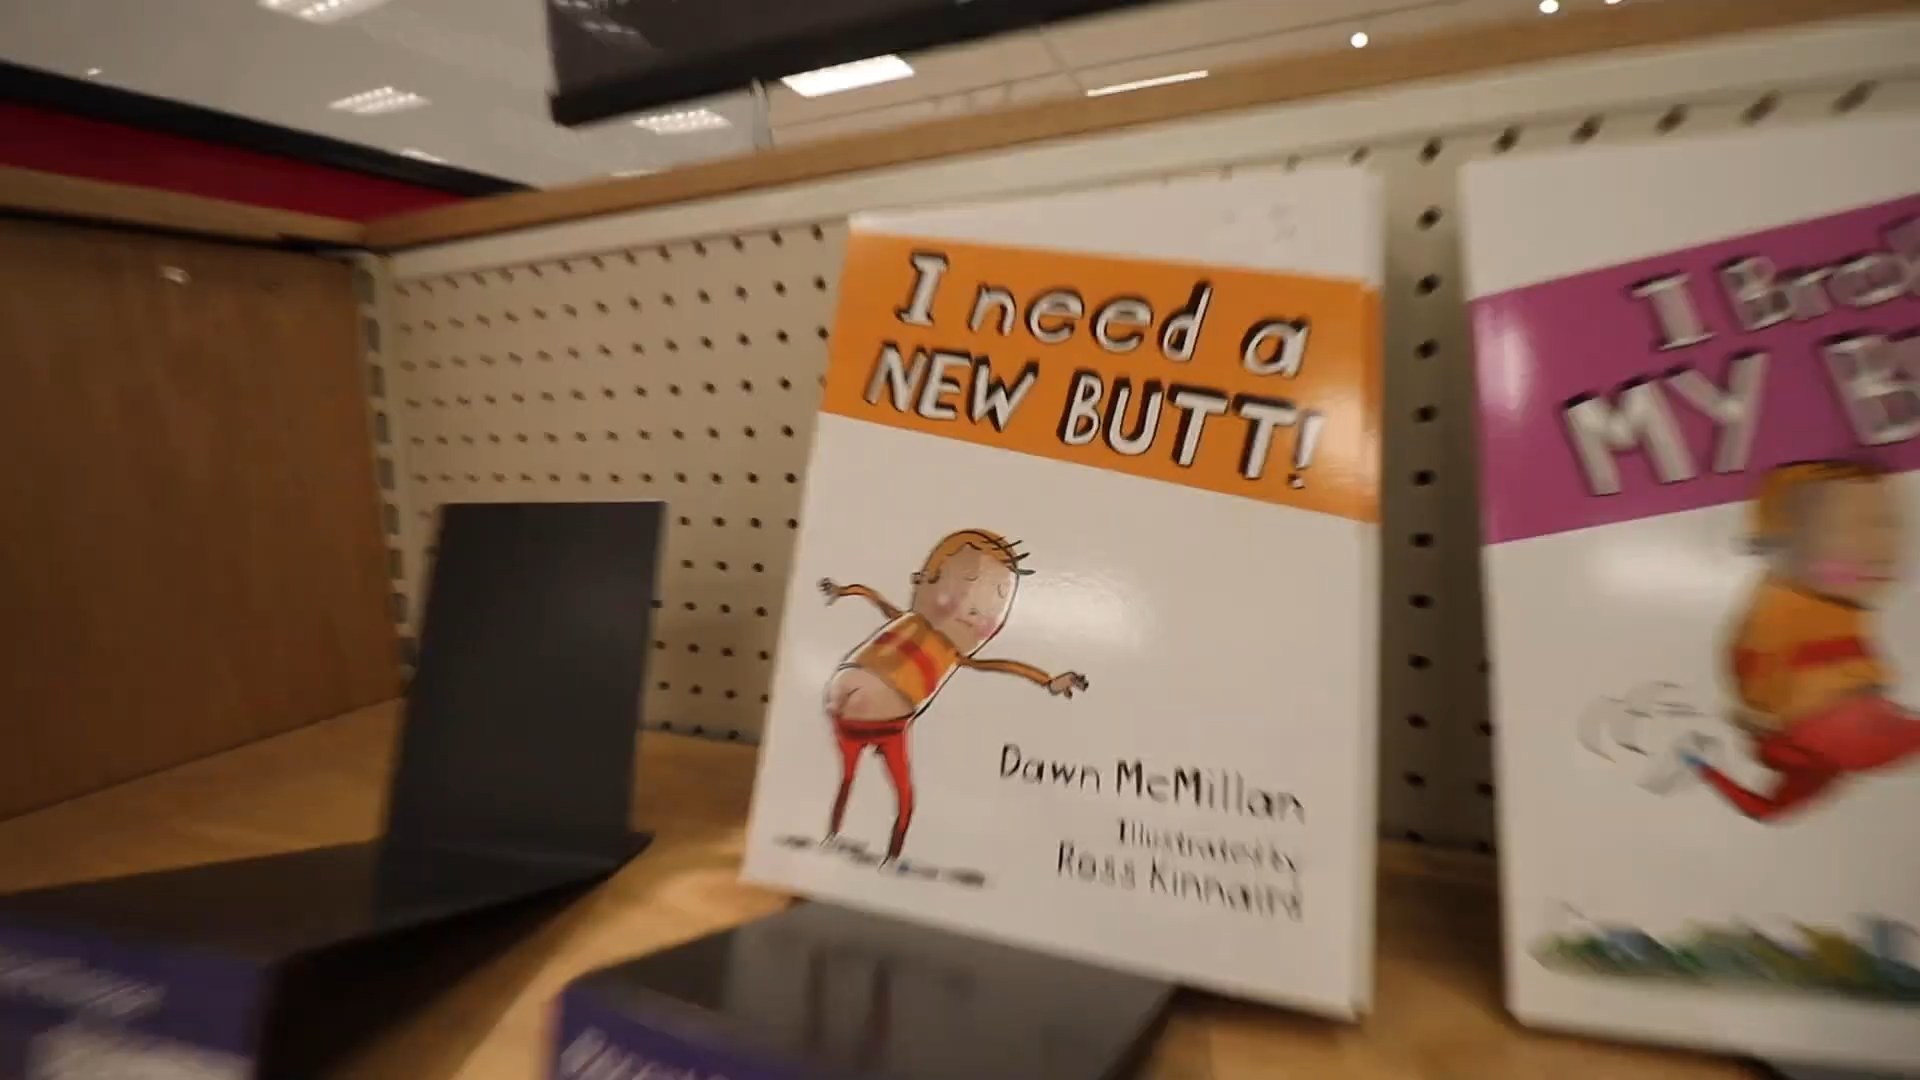 I need a
NEW BUTT!
Dawn McMillan
Illustrated by
Ross Kinnaird
I
MY